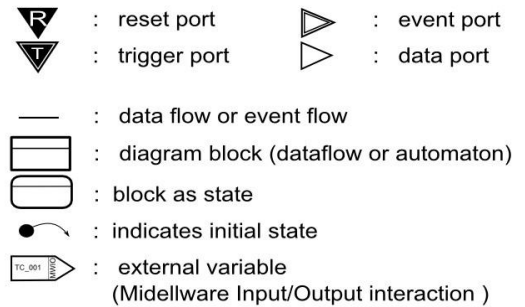 R : reset port
: event port
T : trigger port
: data port
: data flow or event flow
: diagram block (dataflow or automaton)
: block as state
: indicates initial state
TC_001 MWIO : external variable
(Midellware Input/Output interaction )